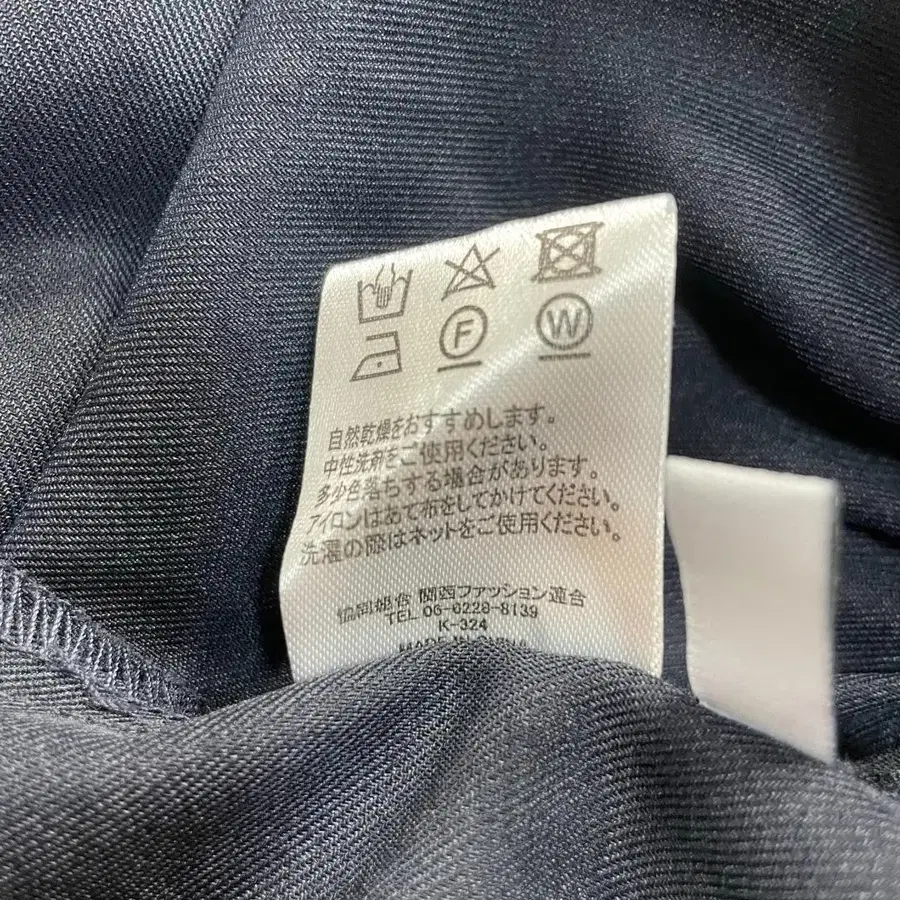 F W
自然乾燥をおすすめします。
中性洗剤をご使用ください。
多少色落ちする場合があります。
アイロンはあて布をしてかけてください。
洗濯の際はネットをご使用ください。
協同組合 関西ファッション連合
TEL 06-6228-8139
K-324
MADE IN CHINA